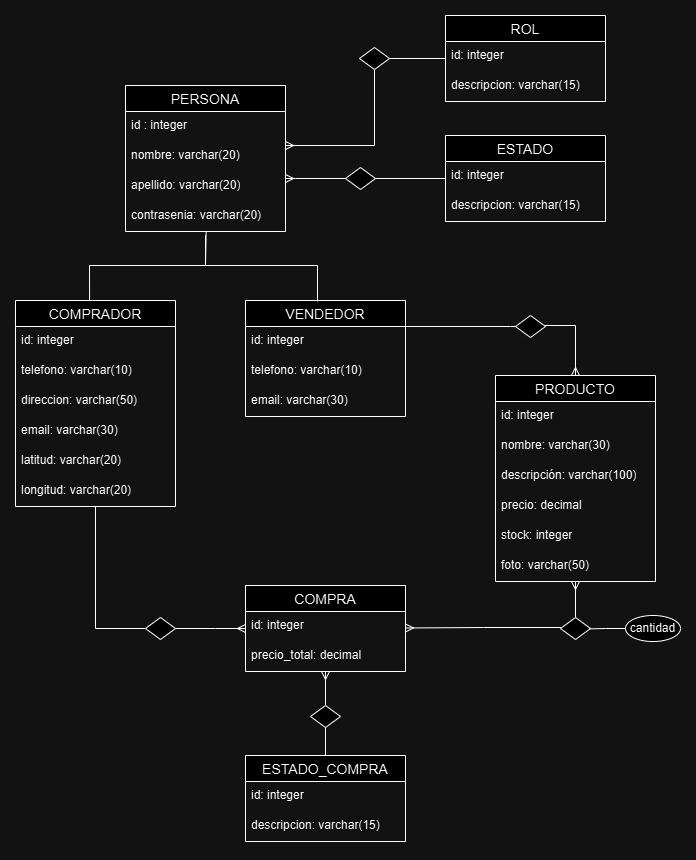 ROL
id: integer
descripcion: varchar(15)
PERSONA
id : integer
nombre: varchar(20)
apellido: varchar(20)
contrasenia: varchar(20)
ESTADO
id: integer
descripcion: varchar(15)
COMPRADOR
id: integer
telefono: varchar(10)
direccion: varchar(50)
email: varchar(30)
latitud: varchar(20)
longitud: varchar(20)
VENDEDOR
id: integer
telefono: varchar(10)
email: varchar(30)
PRODUCTO
id: integer
nombre: varchar(30)
descripción: varchar(100)
precio: decimal
stock: integer
foto: varchar(50)
COMPRA
id: integer
precio_total: decimal
cantidad
ESTADO_COMPRA
id: integer
descripcion: varchar(15)